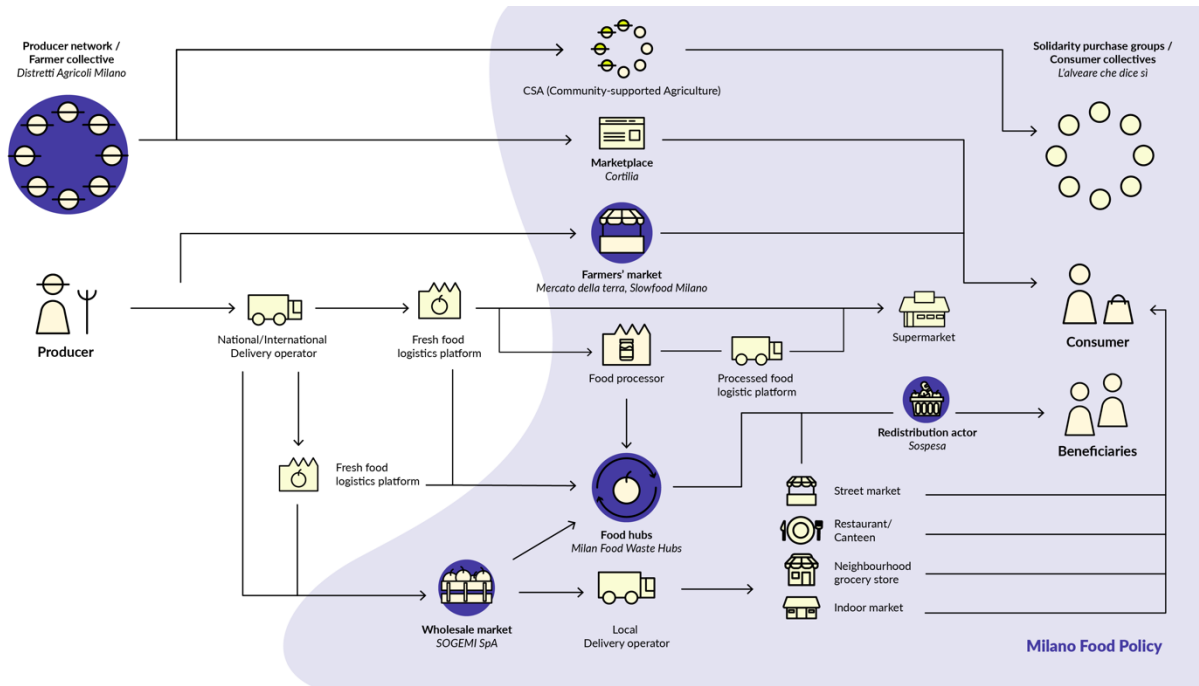 Producer network /
Farmer collective
Distretti Agricoli Milano
CSA (Community-supported Agriculture)
Solidarity purchase groups /
Consumer collectives
L'alveare che dice sì
Marketplace
Cortilia
Farmers' market
Mercato della terra, Slowfood Milano
Producer
National/International
Delivery operator
Fresh food
logistics platform
Food processor
Processed food
logistic platform
Supermarket
Consumer
Redistribution actor
Sospesa
Beneficiaries
Fresh food
logistics platform
Food hubs
Milan Food Waste Hubs
Street market
Restaurant/
Canteen
Neighbourhood
grocery store
Indoor market
Wholesale market
SOGEMI SpA
Local
Delivery operator
Milano Food Policy